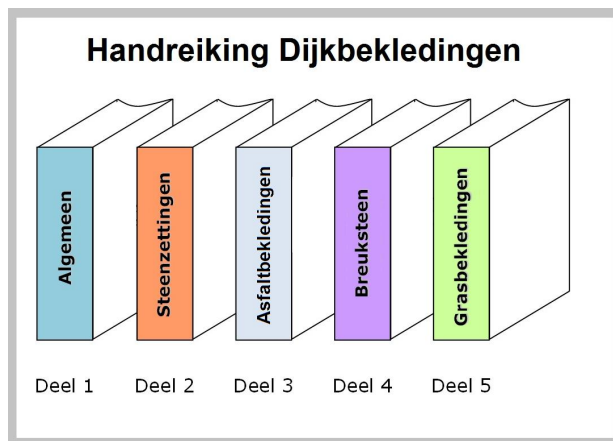 Handreiking Dijkbekledingen
Algemeen
Steenzettingen
Asfaltbekledingen
Breuksteen
Grasbekledingen
Deel 1
Deel 2
Deel 3
Deel 4
Deel 5